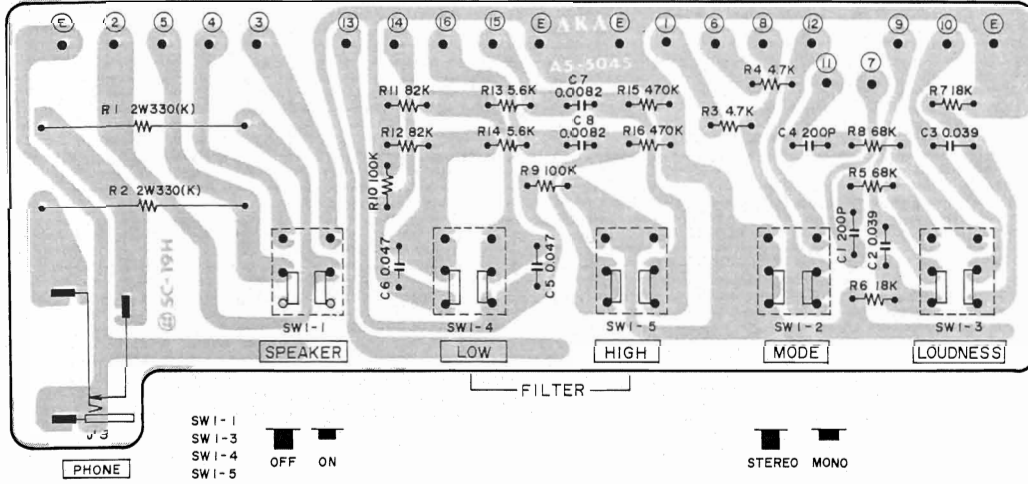 E 2 5 4 3 13 14 16 15 E E 1 6 8 12 9 10 E
11 7
AKA
A5-5045
R1 2W330(K)
R2 2W330(K)
R11 82K
R13 5.6K
C7 0.0082
R15 470K
R4 4.7K
R7 18K
R12 82K
R14 5.6K
C8 0.0082
R16 470K
R3 4.7K
C4 200P
R8 68K
C3 0.039
R10 100K
R9 100K
R5 68K
C6 0.047
C5 0.047
C1 200P
C2 0.039
R6 18K
SC-19H
SW1-1
SW1-4
SW1-5
SW1-2
SW1-3
SPEAKER
LOW
HIGH
MODE
LOUDNESS
FILTER
PHONE
SW1-1
SW1-3
SW1-4
SW1-5
OFF ON
STEREO MONO